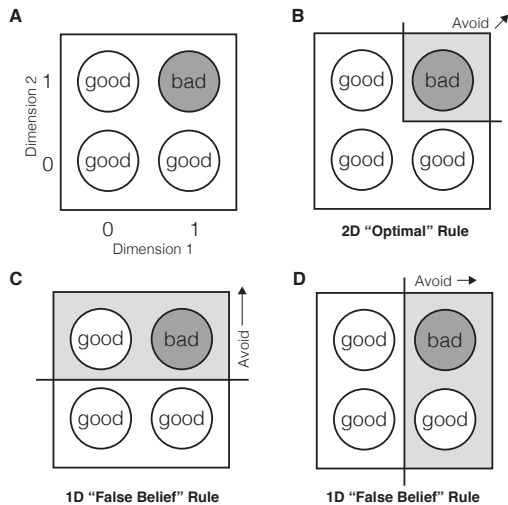 A
good bad
good good
Dimension 2
1
0
0 1
Dimension 1
B
Avoid
good bad
good good
2D “Optimal” Rule
C
good bad
good good
Avoid
1D “False Belief” Rule
D
Avoid
good bad
good good
1D “False Belief” Rule